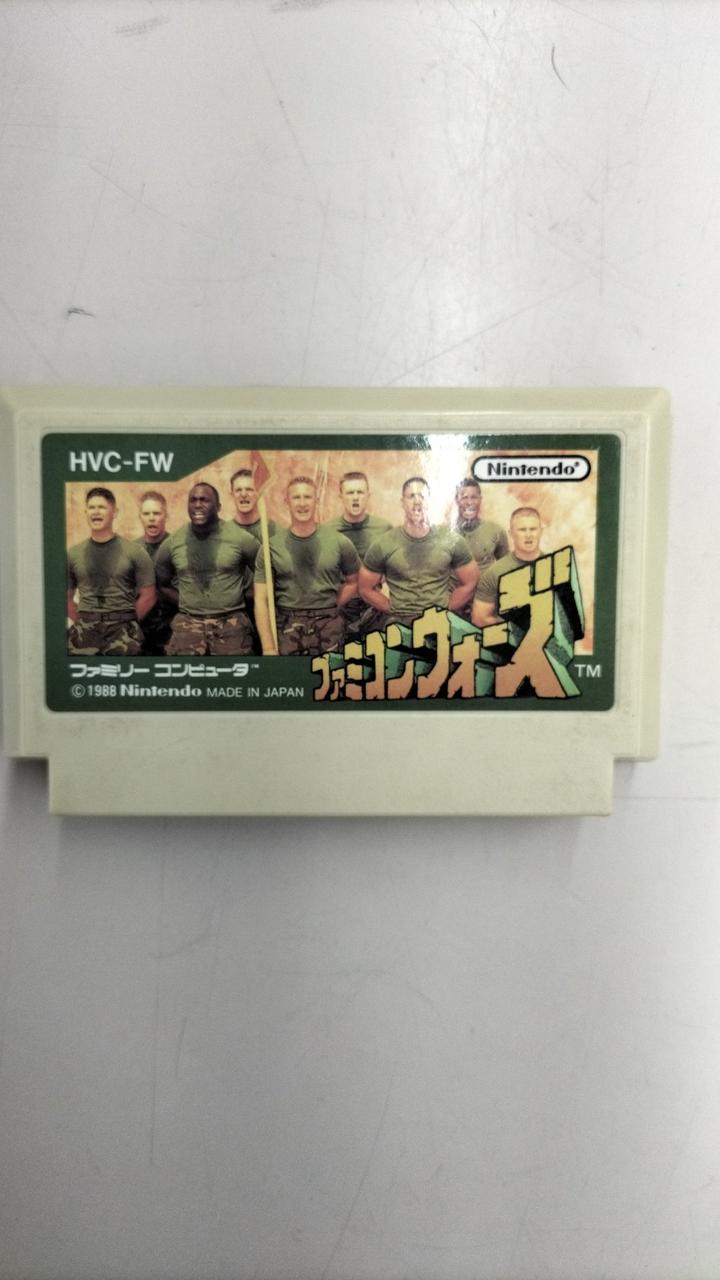 HVC-FW
Nintendo®
ファミリー コンピュータ™
ファミコンウォーズ TM
©1988 Nintendo MADE IN JAPAN